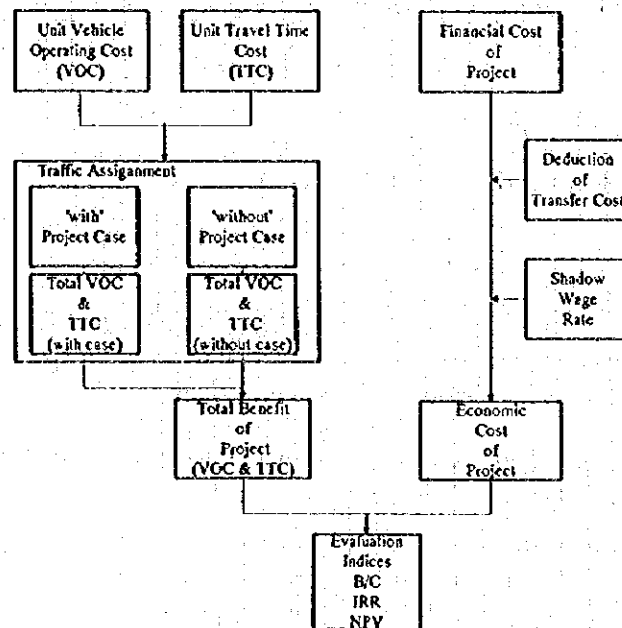 Unit Vehicle
Operating Cost
(VOC)
Unit Travel Time
Cost
(TTC)
Financial Cost
of
Project
Deduction
of
Transfer Cost
Traffic Assignment
'with'
Project Case
'without'
Project Case
Total VOC
&
TTC
(with case)
Total VOC
&
TTC
(without case)
Shadow
Wage
Rate
Total Benefit
of
Project
(VOC & TTC)
Economic
Cost
of
Project
Evaluation
Indices
B/C
IRR
NPV